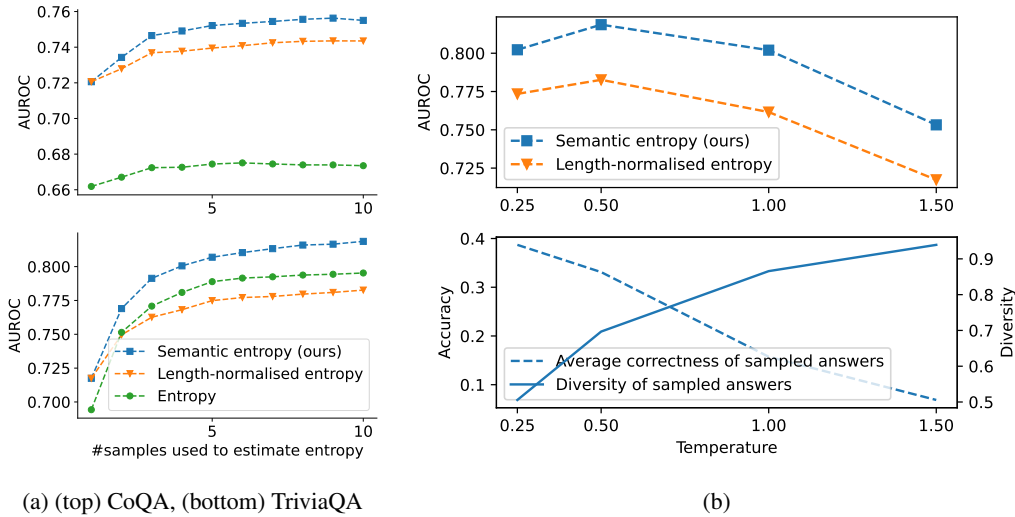 0.76
0.74
0.72
0.70
0.68
0.66
AUROC
5
10
0.800
0.775
0.750
0.725
0.700
AUROC
Semantic entropy (ours)
Length-normalised entropy
Entropy
5
10
#samples used to estimate entropy
(a) (top) CoQA, (bottom) TriviaQA
0.800
0.775
0.750
0.725
AUROC
Semantic entropy (ours)
Length-normalised entropy
0.25
0.50
1.00
1.50
0.4
0.3
0.2
0.1
Accuracy
Average correctness of sampled answers
Diversity of sampled answers
0.9
0.8
0.7
0.6
0.5
Diversity
0.25
0.50
1.00
1.50
Temperature
(b)